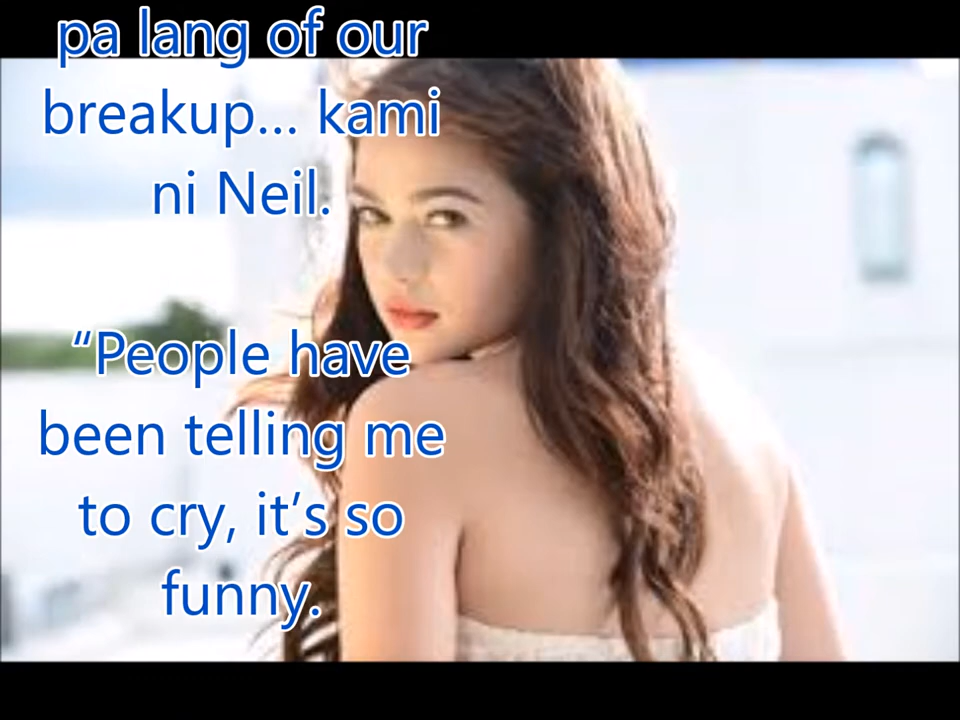 pa lang of our
breakup... kami
ni Neil.
“People have
been telling me
to cry, it’s so
funny.